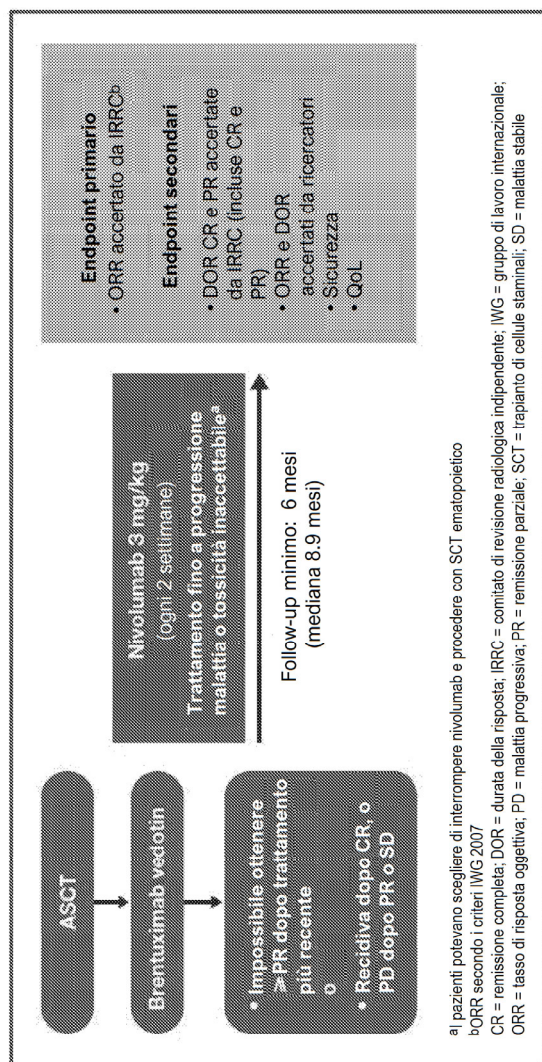 ASCT
Brentuximab vedotin
• Impossibile ottenere
≥PR dopo trattamento
più recente
o
• Recidiva dopo CR, o
PD dopo PR o SD
Nivolumab 3 mg/kg
(ogni 2 settimane)
Trattamento fino a progressione
malattia o tossicità inaccettabileᵃ
Follow-up minimo: 6 mesi
(mediana 8.9 mesi)
Endpoint primario
• ORR accertato da IRRCᵇ
Endpoint secondari
• DOR CR e PR accertate
da IRRC (incluse CR e
PR)
• ORR e DOR
accertati da ricercatori
• Sicurezza
• QoL
ᵃI pazienti potevano scegliere di interrompere nivolumab e procedere con SCT ematopoietico
ᵇORR secondo i criteri IWG 2007
CR = remissione completa; DOR = durata della risposta; IRRC = comitato di revisione radiologica indipendente; IWG = gruppo di lavoro internazionale;
ORR = tasso di risposta oggettiva; PD = malattia progressiva; PR = remissione parziale; SCT = trapianto di cellule staminali; SD = malattia stabile